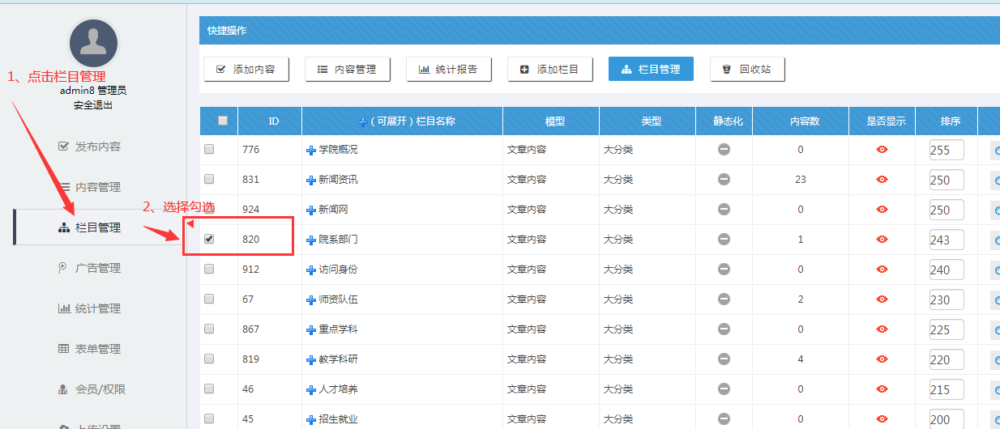 快捷操作
添加内容 内容管理 统计报告 添加栏目 栏目管理 回收站
1、点击栏目管理
admin8 管理员
安全退出
发布内容
内容管理
2、选择勾选
栏目管理
广告管理
统计管理
表单管理
会员/权限
上传设置
ID (可展开) 栏目名称 模型 类型 静态化 内容数 是否显示 排序
776 学院概况 文章内容 大分类 0 255
831 新闻资讯 文章内容 大分类 23 250
924 新闻网 文章内容 大分类 0 250
820 院系部门 文章内容 大分类 1 243
912 访问身份 文章内容 大分类 0 240
67 师资队伍 文章内容 大分类 2 230
867 重点学科 文章内容 大分类 0 225
819 教学科研 文章内容 大分类 4 220
46 人才培养 文章内容 大分类 0 215
45 招生就业 文章内容 大分类 0 200